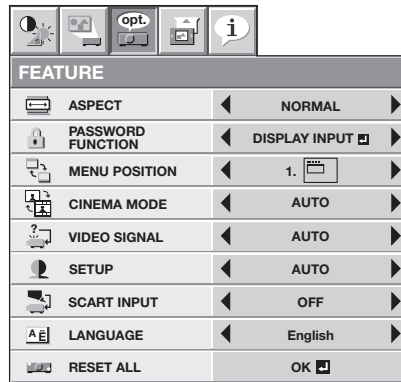 opt.
i
FEATURE
ASPECT NORMAL
PASSWORD FUNCTION DISPLAY INPUT
MENU POSITION 1.
CINEMA MODE AUTO
VIDEO SIGNAL AUTO
SETUP AUTO
SCART INPUT OFF
A É LANGUAGE English
RESET ALL OK